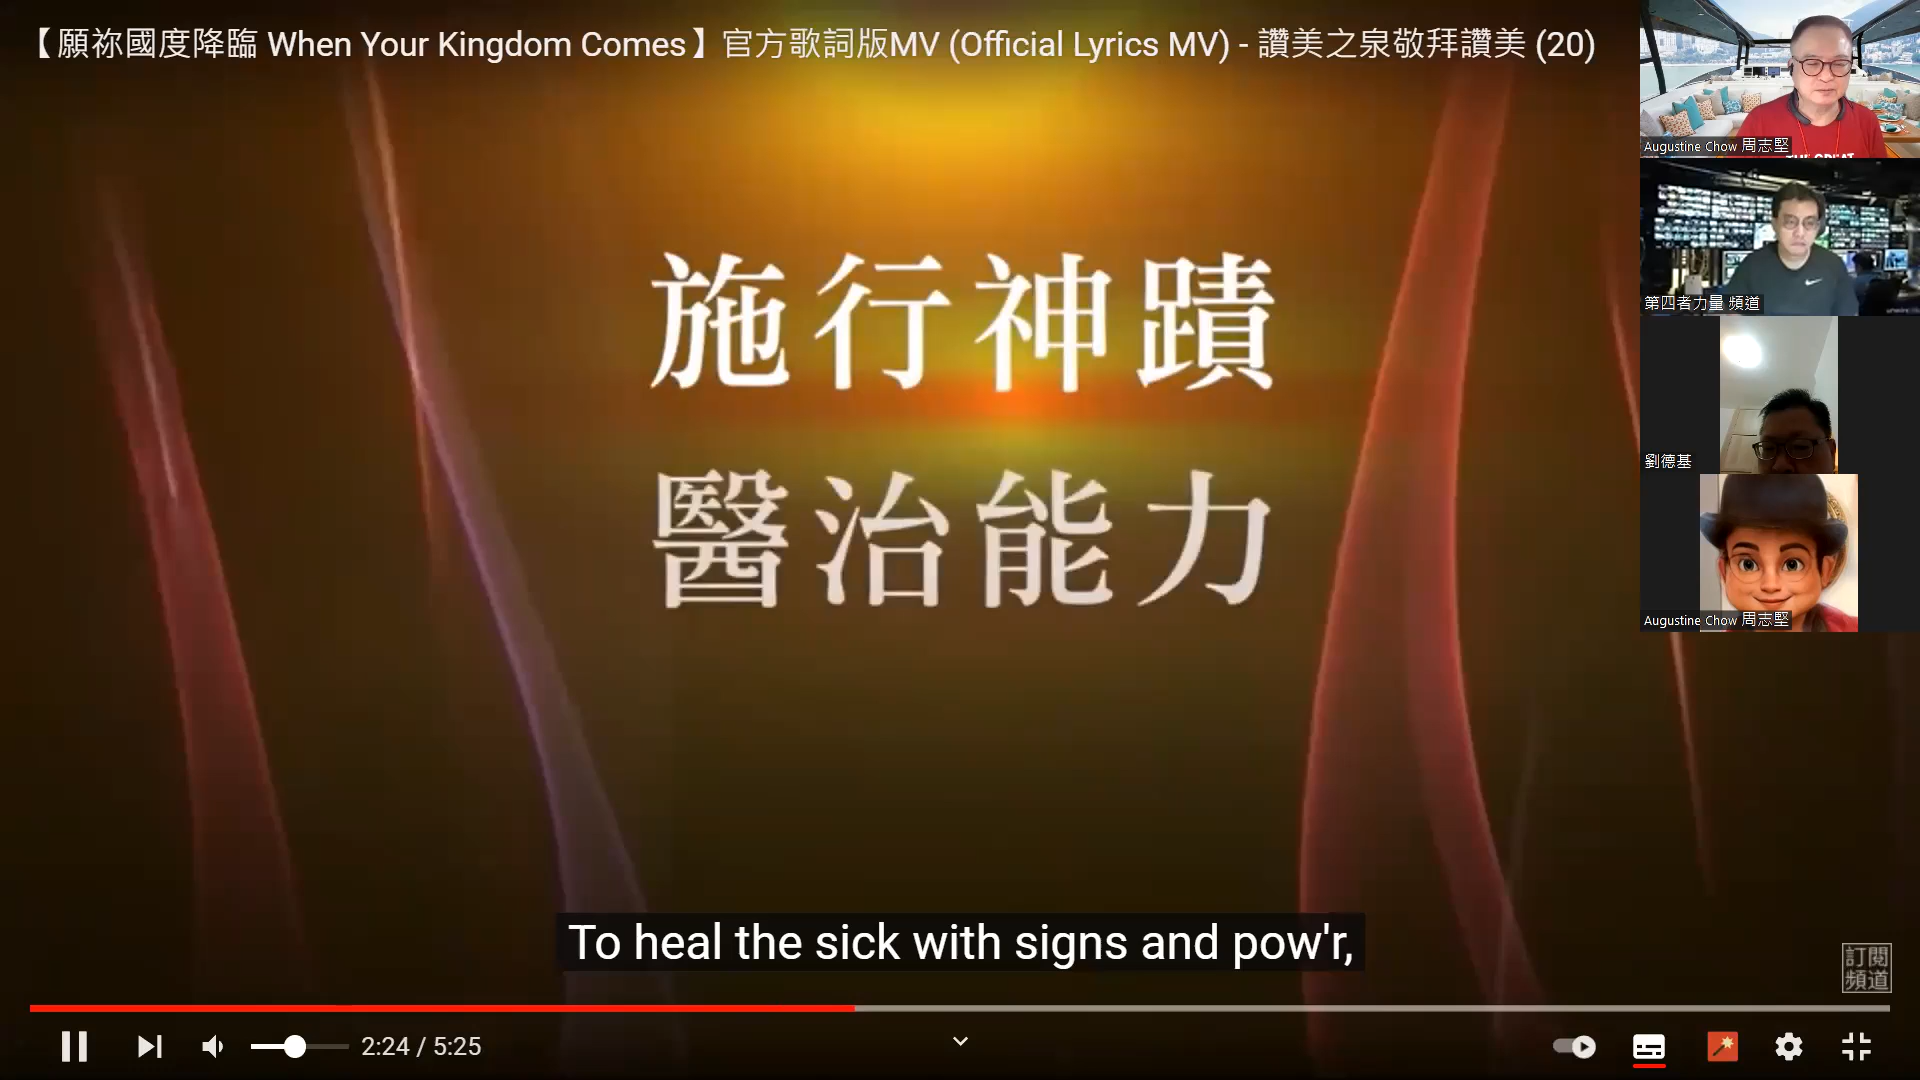 【願祢國度降臨 When Your Kingdom Comes】官方歌詞版MV (Official Lyrics MV) - 讚美之泉敬拜讚美 (20)
施行神蹟
醫治能力
To heal the sick with signs and pow'r,
訂閱
頻道
2:24 / 5:25
Augustine Chow 周志堅
THE GREAT
第四者力量 頻道
劉德基
Augustine Chow 周志堅